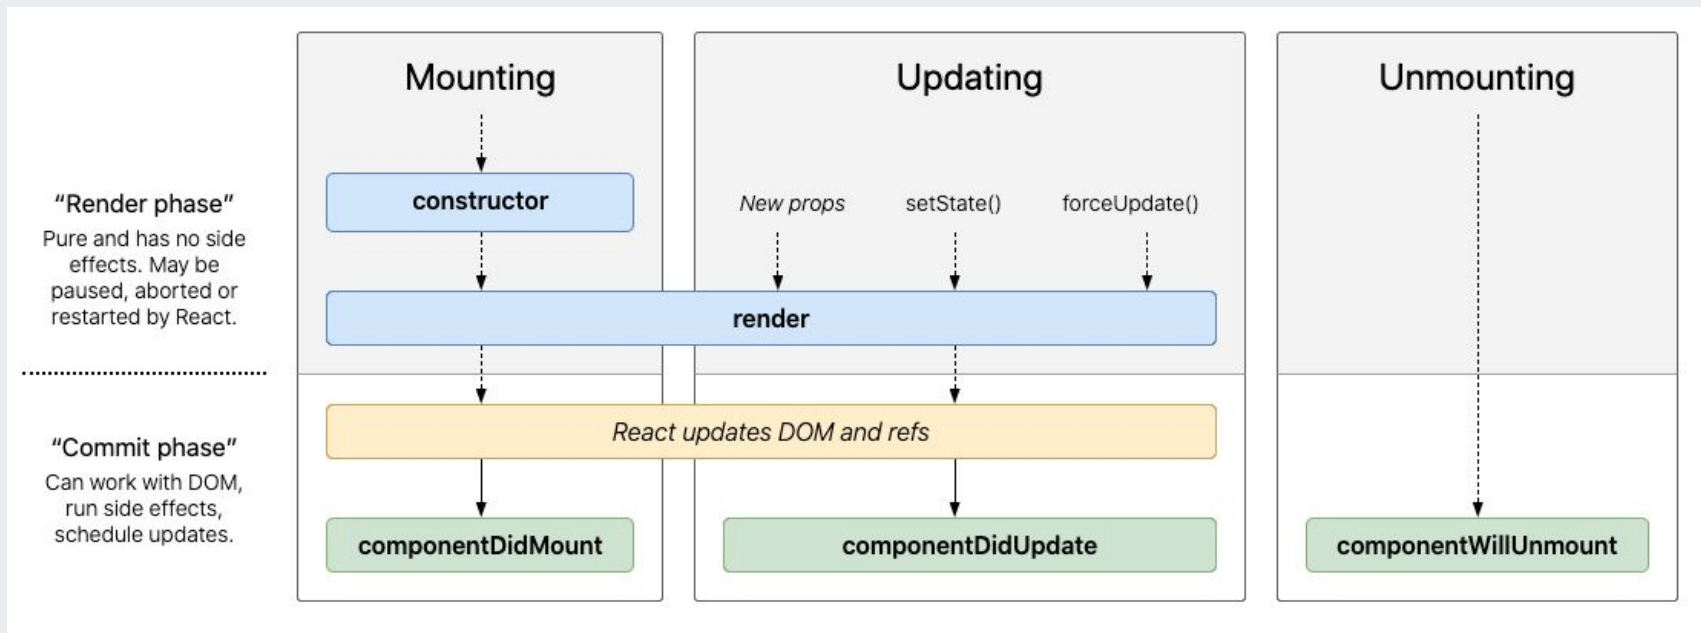 Mounting
Updating
Unmounting
“Render phase”
Pure and has no side
effects. May be
paused, aborted or
restarted by React.
constructor
New props
setState()
forceUpdate()
render
“Commit phase”
Can work with DOM,
run side effects,
schedule updates.
React updates DOM and refs
componentDidMount
componentDidUpdate
componentWillUnmount